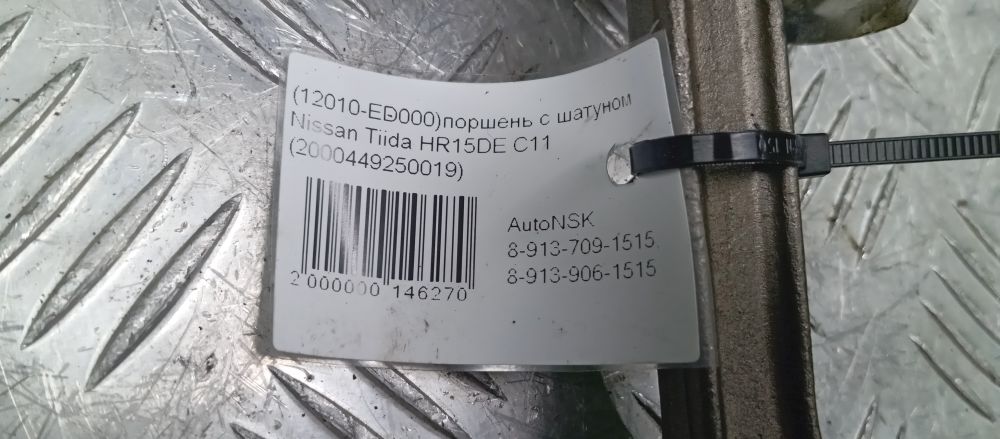 (12010-ED000)поршень с шатуном
Nissan Tiida HR15DE C11
(2000449250019)
AutoNSK
8-913-709-1515
8-913-906-1515
2 000000 146270